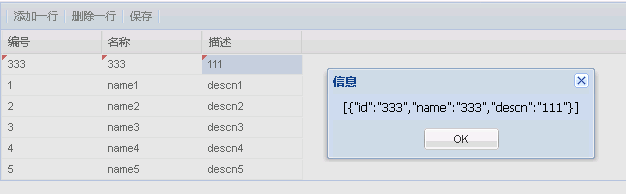 添加一行 删除一行 保存
编号 名称 描述
333 333 111
1 name1 descn1
2 name2 descn2
3 name3 descn3
4 name4 descn4
5 name5 descn5
信息
[{"id":"333","name":"333","descn":"111"}]
OK